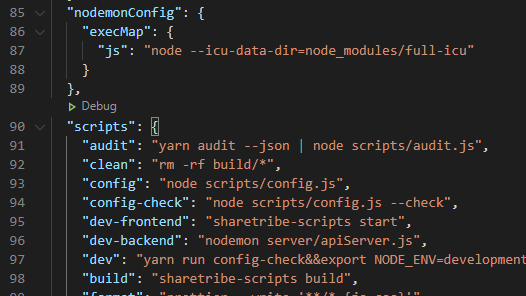 85 "nodemonConfig": {
86 "execMap": {
87 "js": "node --icu-data-dir=node_modules/full-icu"
88 }
89 },
Debug
90 "scripts": {
91 "audit": "yarn audit --json | node scripts/audit.js",
92 "clean": "rm -rf build/*",
93 "config": "node scripts/config.js",
94 "config-check": "node scripts/config.js --check",
95 "dev-frontend": "sharetribe-scripts start",
96 "dev-backend": "nodemon server/apiServer.js",
97 "dev": "yarn run config-check&&export NODE_ENV=development
98 "build": "sharetribe-scripts build",